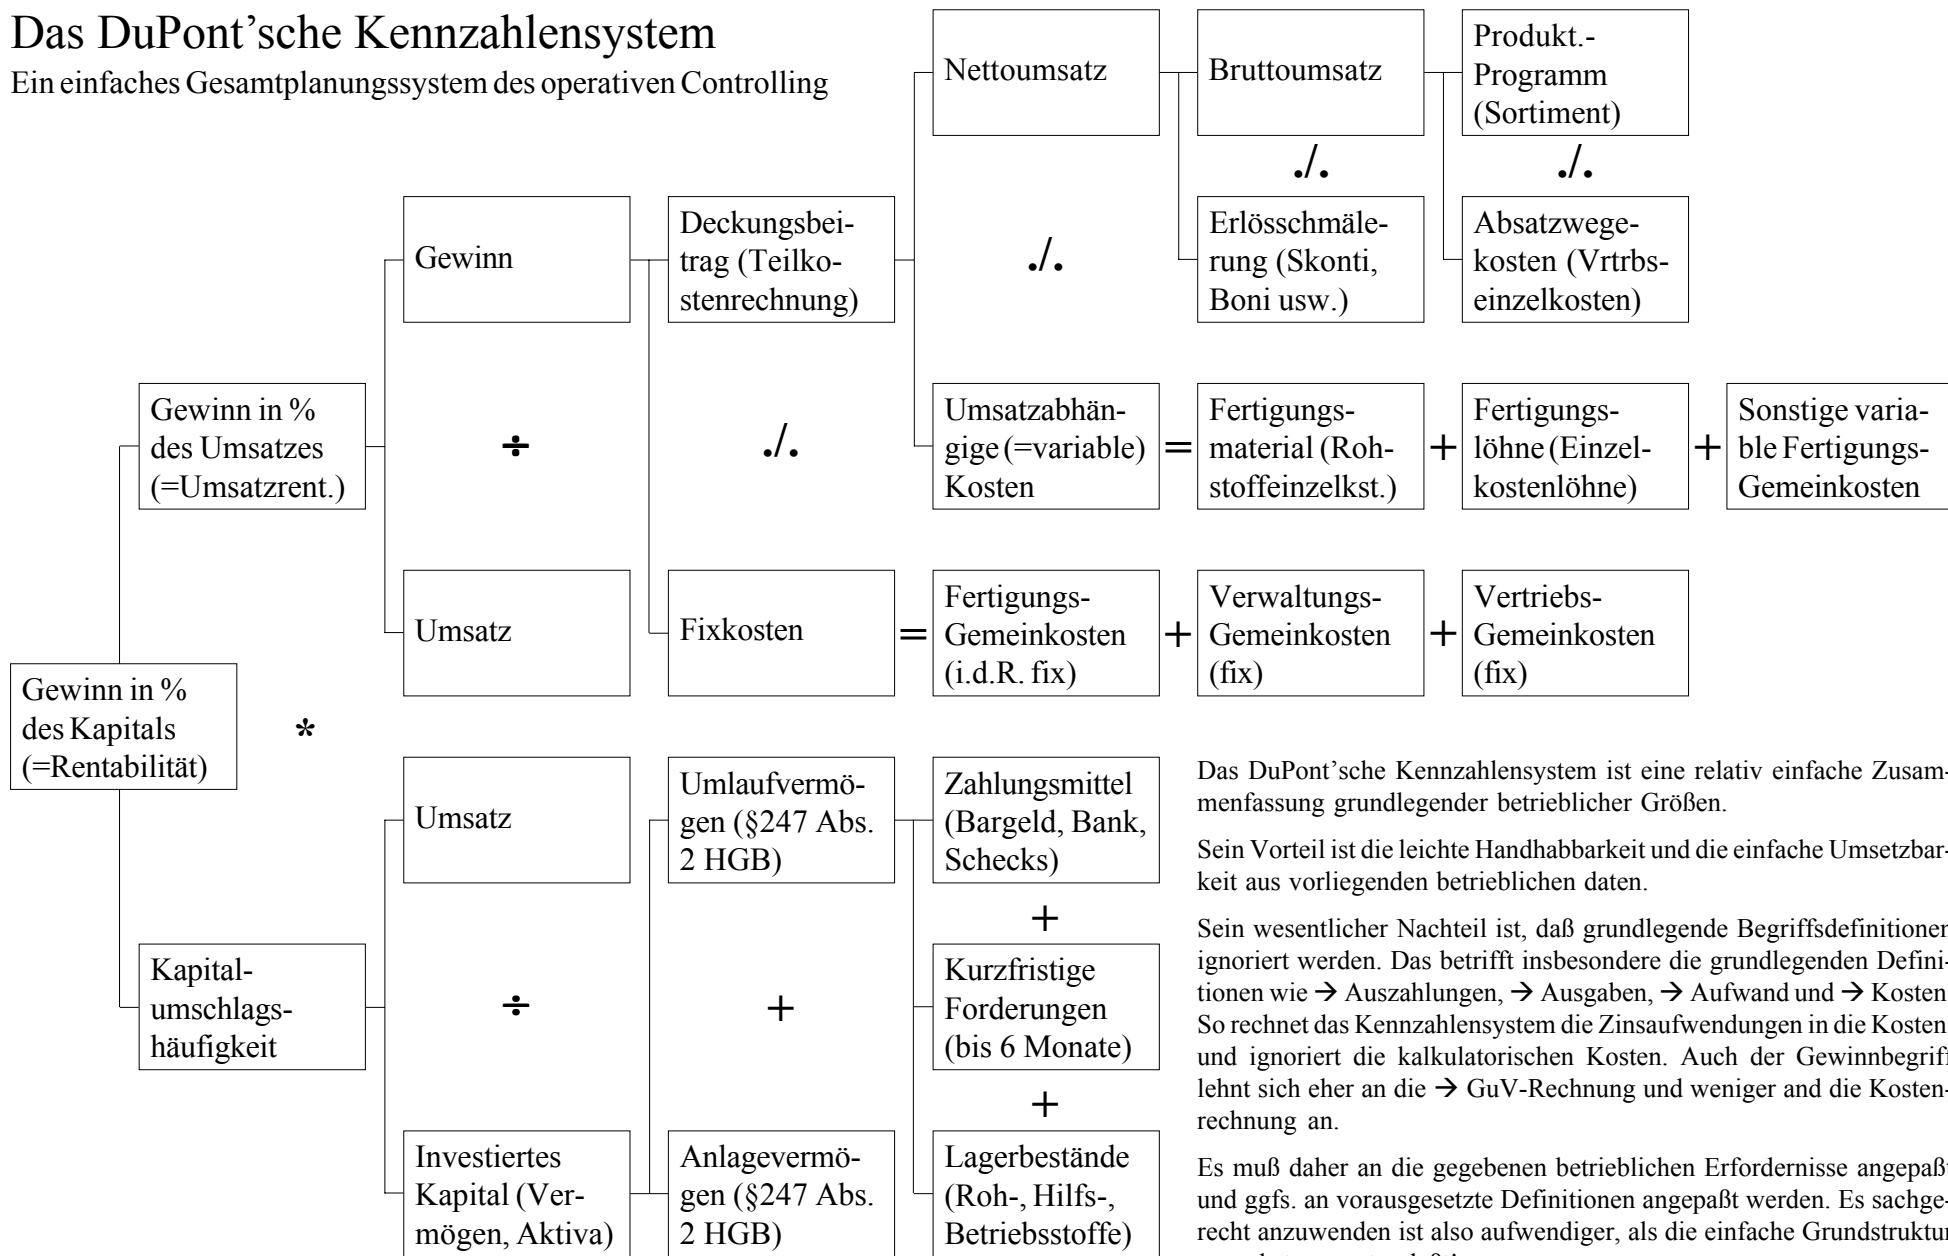 Das DuPont’sche Kennzahlensystem
Ein einfaches Gesamtplanungssystem des operativen Controlling
Nettoumsatz
Bruttoumsatz
Produkt.-
Programm
(Sortiment)
./.
./.
Gewinn
Deckungsbei-
trag (Teilko-
stenrechnung)
./.
Erlösschmäle-
rung (Skonti,
Boni usw.)
Absatzwege-
kosten (Vrtrbs-
einzelkosten)
Gewinn in %
des Umsatzes
(=Umsatzrent.)
÷
./.
Umsatzabhän-
gige (=variable)
Kosten
=
Fertigungs-
material (Roh-
stoffeinzelkst.)
+
Fertigungs-
löhne (Einzel-
kostenlöhne)
+
Sonstige varia-
ble Fertigungs-
Gemeinkosten
Umsatz
Fixkosten
=
Fertigungs-
Gemeinkosten
(i.d.R. fix)
+
Verwaltungs-
Gemeinkosten
(fix)
+
Vertriebs-
Gemeinkosten
(fix)
Gewinn in %
des Kapitals
(=Rentabilität)
*
Umsatz
Umlaufvermö-
gen (§247 Abs.
2 HGB)
Zahlungsmittel
(Bargeld, Bank,
Schecks)
+
Kapital-
umschlags-
häufigkeit
÷
+
Kurzfristige
Forderungen
(bis 6 Monate)
+
Investiertes
Kapital (Ver-
mögen, Aktiva)
Anlagevermö-
gen (§247 Abs.
2 HGB)
Lagerbestände
(Roh-, Hilfs-,
Betriebsstoffe)
Das DuPont’sche Kennzahlensystem ist eine relativ einfache Zusam-
menfassung grundlegender betrieblicher Größen.
Sein Vorteil ist die leichte Handhabbarkeit und die einfache Umsetzbar-
keit aus vorliegenden betrieblichen daten.
Sein wesentlicher Nachteil ist, daß grundlegende Begriffsdefinitionen
ignoriert werden. Das betrifft insbesondere die grundlegenden Defini-
tionen wie → Auszahlungen, → Ausgaben, → Aufwand und → Kosten
So rechnet das Kennzahlensystem die Zinsaufwendungen in die Kosten
und ignoriert die kalkulatorischen Kosten. Auch der Gewinnbegriff
lehnt sich eher an die → GuV-Rechnung und weniger and die Kosten-
rechnung an.
Es muß daher an die gegebenen betrieblichen Erfordernisse angepaßt
und ggfs. an vorausgesetzte Definitionen angepaßt werden. Es sachge-
recht anzuwenden ist also aufwendiger, als die einfache Grundstruktur